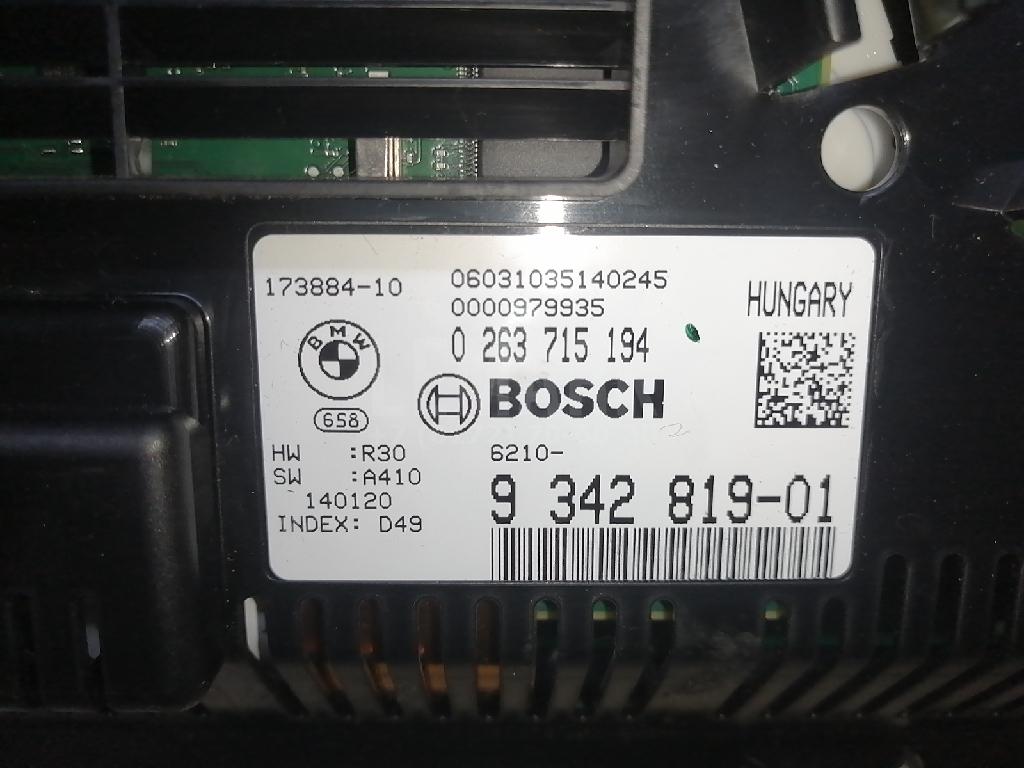 173884-10
06031035140245
0000979935
HUNGARY
0 263 715 194
BMW
BOSCH
658
HW :R30
6210-
SW :A410
9 342 819-01
140120
INDEX: D49